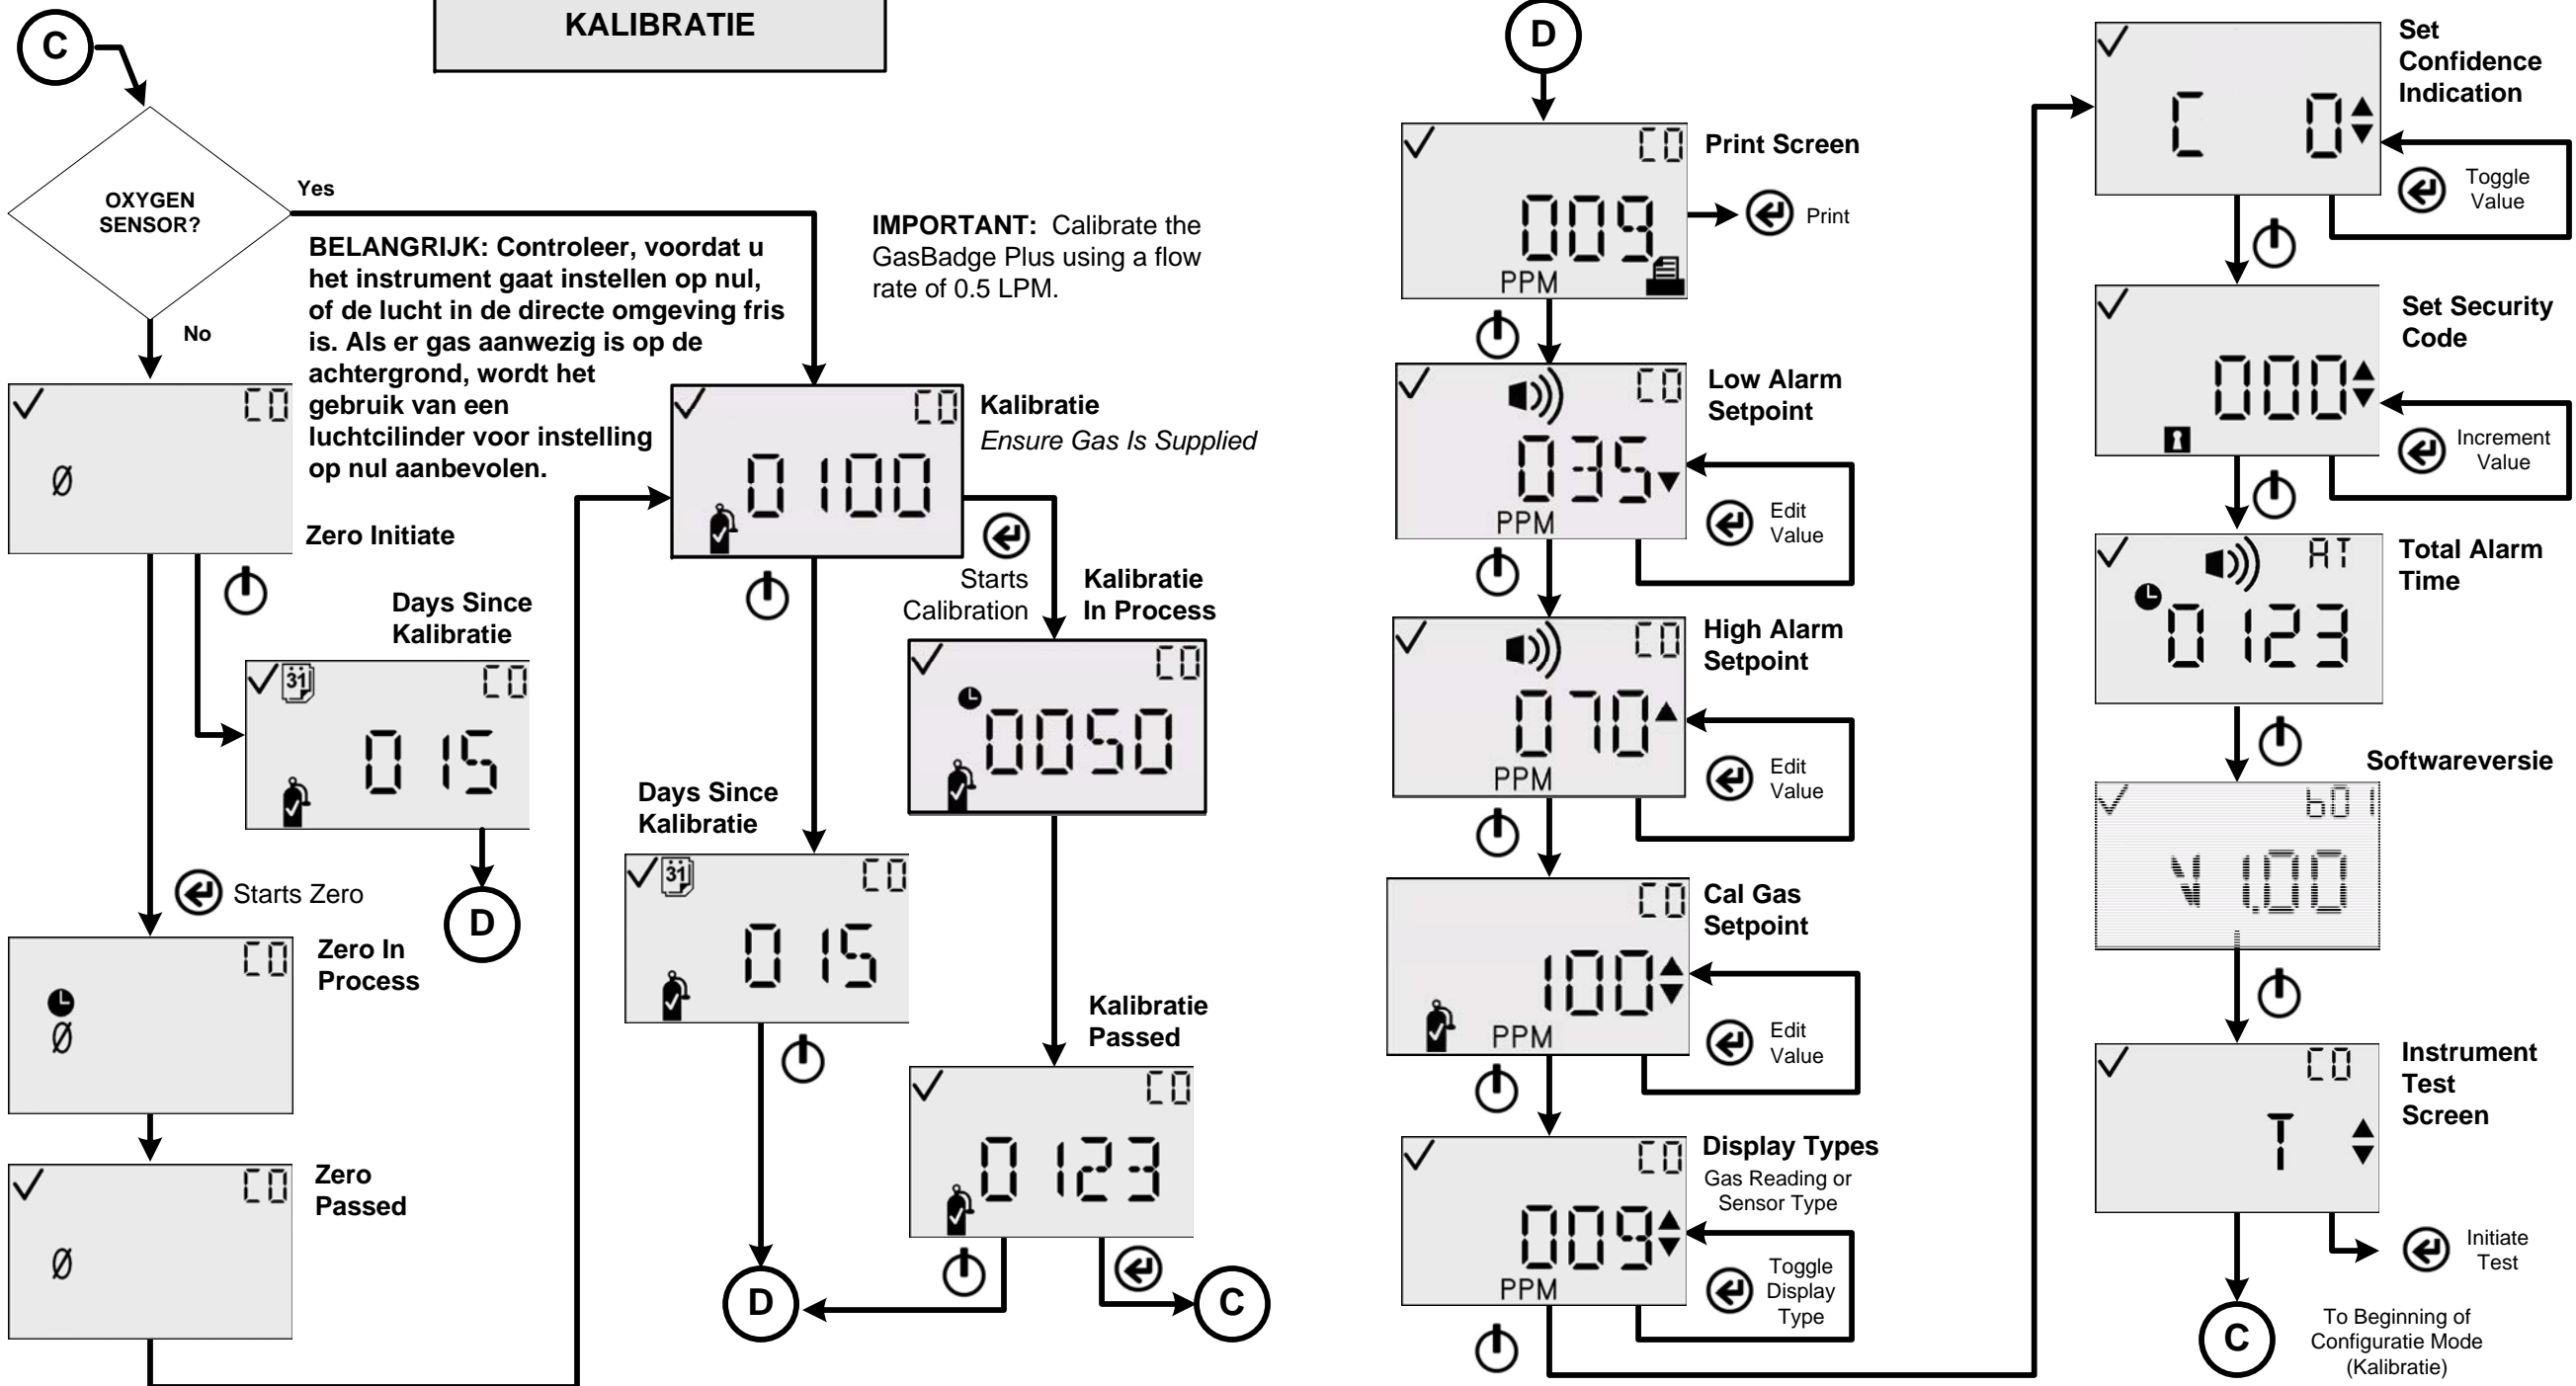 KALIBRATIE
C
OXYGEN
SENSOR?
Yes
No
BELANGRIJK: Controleer, voordat u
het instrument gaat instellen op nul,
of de lucht in de directe omgeving fris
is. Als er gas aanwezig is op de
achtergrond, wordt het
gebruik van een
luchtcilinder voor instelling
op nul aanbevolen.
IMPORTANT: Calibrate the
GasBadge Plus using a flow
rate of 0.5 LPM.
CO
Ø
Zero Initiate
Days Since
Kalibratie
31
CO
015
D
Starts Zero
CO
Ø
Zero In
Process
CO
Ø
Zero
Passed
CO
0100
Kalibratie
Ensure Gas Is Supplied
Starts
Calibration
Kalibratie
In Process
CO
0050
Days Since
Kalibratie
31
CO
015
Kalibratie
Passed
CO
0123
D
C
D
CO
009
PPM
Print Screen
Print
CO
035
PPM
Low Alarm
Setpoint
Edit
Value
CO
070
PPM
High Alarm
Setpoint
Edit
Value
CO
100
PPM
Cal Gas
Setpoint
Edit
Value
CO
009
PPM
Display Types
Gas Reading or
Sensor Type
Toggle
Display
Type
C 0
Set
Confidence
Indication
Toggle
Value
000
Set Security
Code
Increment
Value
AT
0123
Total Alarm
Time
Softwareversie
b01
V 1.00
CO
T
Instrument
Test
Screen
Initiate
Test
C
To Beginning of
Configuratie Mode
(Kalibratie)